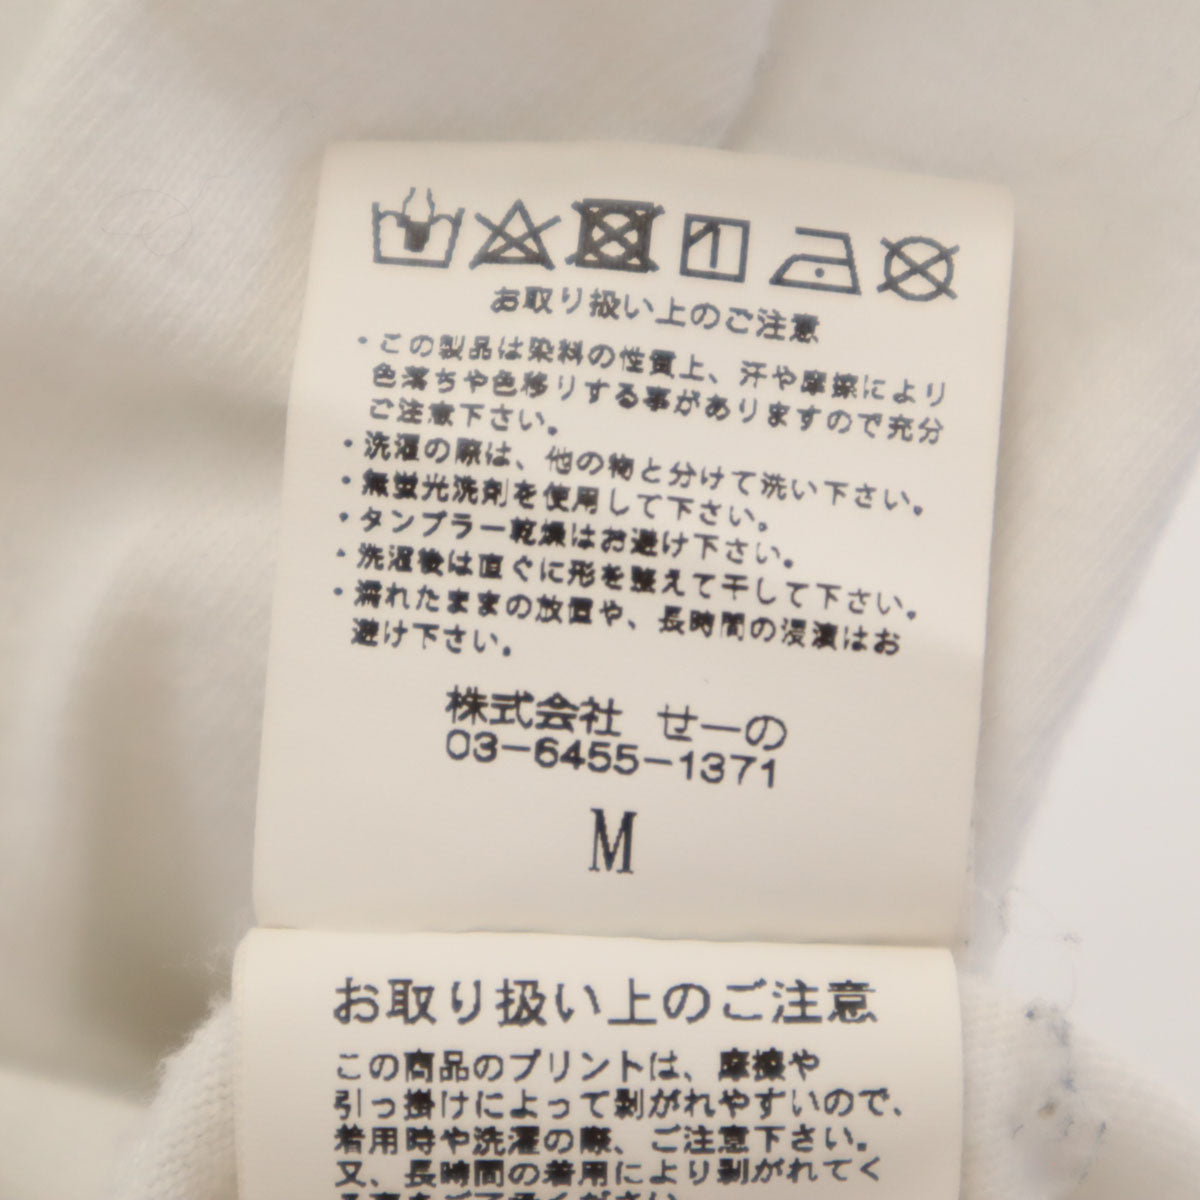 お取り扱い上のご注意
・この製品は染料の性質上、汗や摩擦により
色落ちや色移りする事がありますので充分
ご注意下さい。
・洗濯の際は、他の物と分けて洗い下さい。
・無蛍光洗剤を使用して下さい。
・タンブラー乾燥はお避け下さい。
・洗濯後は直ぐに形を整えて干して下さい。
・濡れたままの放置や、長時間の浸漬はお
避け下さい。
株式会社 せーの
03-6455-1371
M
お取り扱い上のご注意
この商品のプリントは、摩擦や
引っ掛けによって剥がれやすいので、
着用時や洗濯の際、ご注意下さい。
又、長時間の着用により剥がれてく